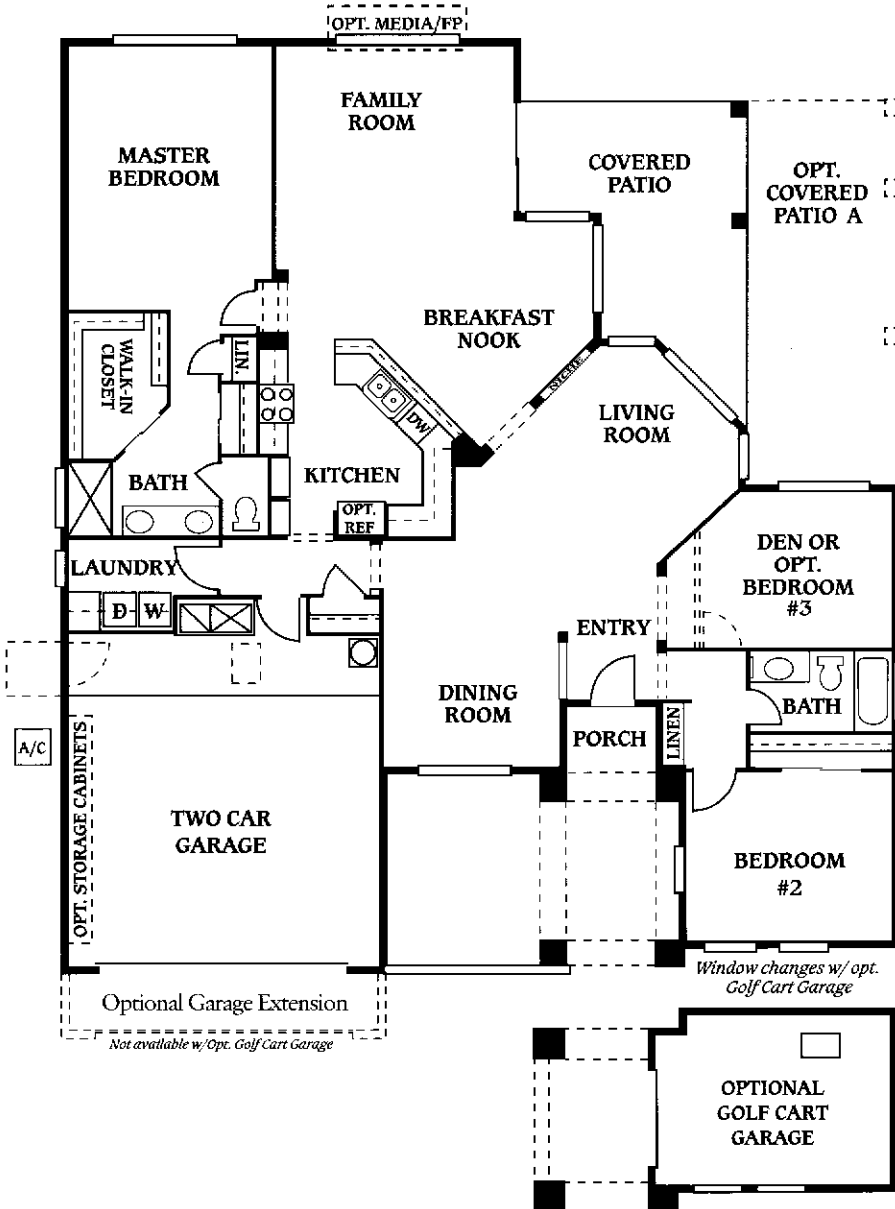 OPT. MEDIA/FP
FAMILY
ROOM
MASTER
BEDROOM
COVERED
PATIO
OPT.
COVERED
PATIO A
BREAKFAST
NOOK
WALK-IN
CLOSET
LIN.
NICHE
LIVING
ROOM
DW
KITCHEN
BATH
OPT.
REF
LAUNDRY
D W
DEN OR
OPT.
BEDROOM
#3
ENTRY
BATH
DINING
ROOM
PORCH
LINEN
A/C
OPT. STORAGE CABINETS
TWO CAR
GARAGE
BEDROOM
#2
Window changes w/ opt.
Golf Cart Garage
Optional Garage Extension
Not available w/Opt. Golf Cart Garage
OPTIONAL
GOLF CART
GARAGE